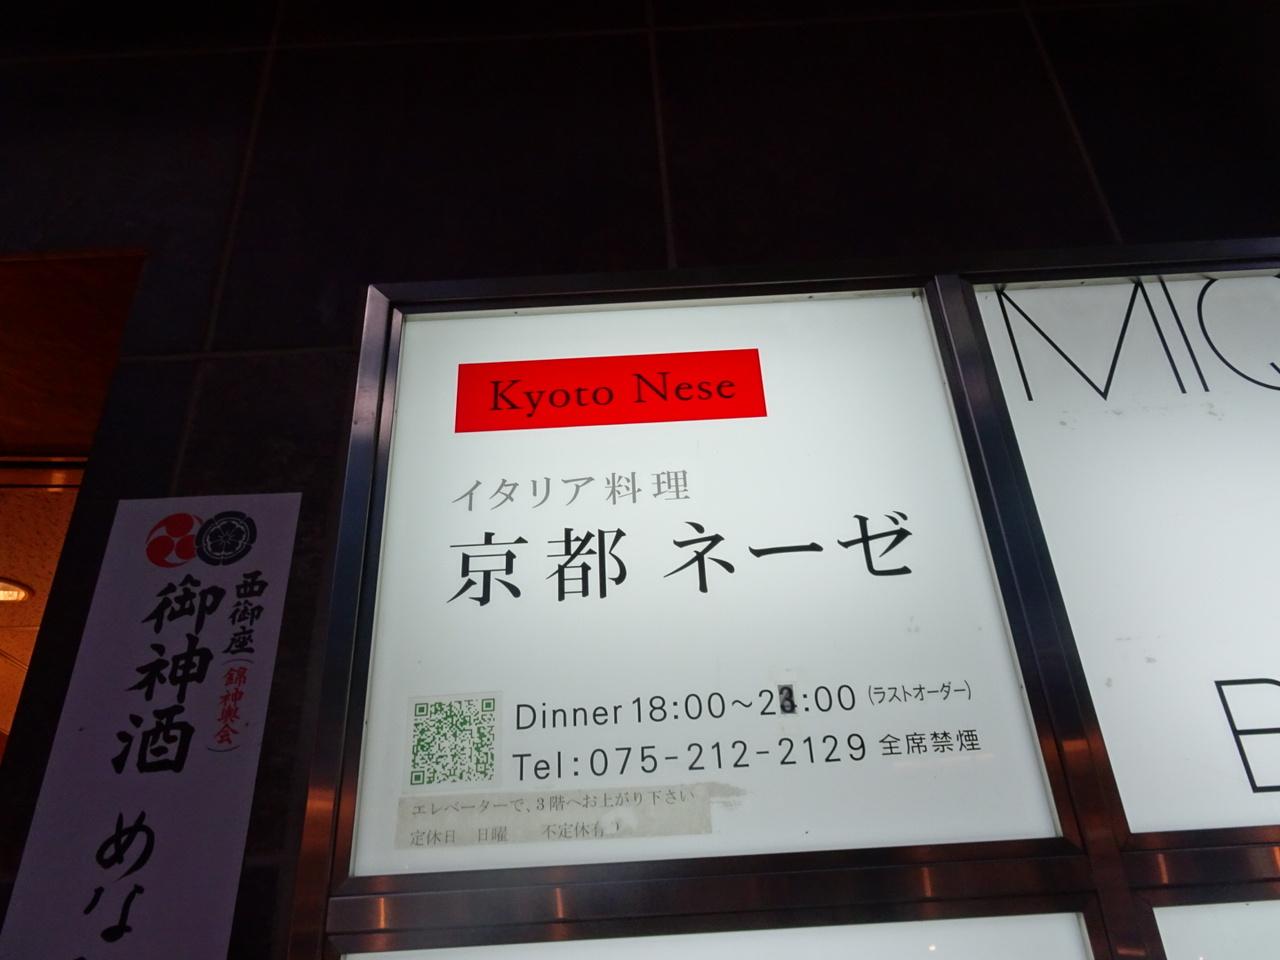 Kyoto Nese
イタリア料理
京都 ネーゼ
Dinner 18:00～23:00 (ラストオーダー)
Tel:075-212-2129 全席禁煙
エレベーターで、3階へお上がり下さい
定休日 日曜 不定休有
西御座(錦神輿会)
御神酒 めな
MIQ